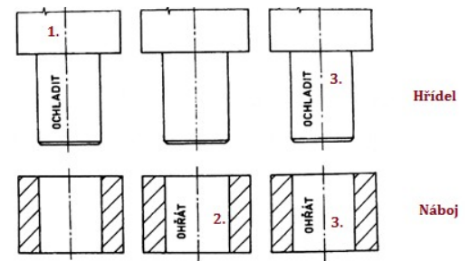 1.
OCHLADIT
OCHLADIT
3.
Hřídel
OHŘÁT
2.
OHŘÁT
3.
Náboj